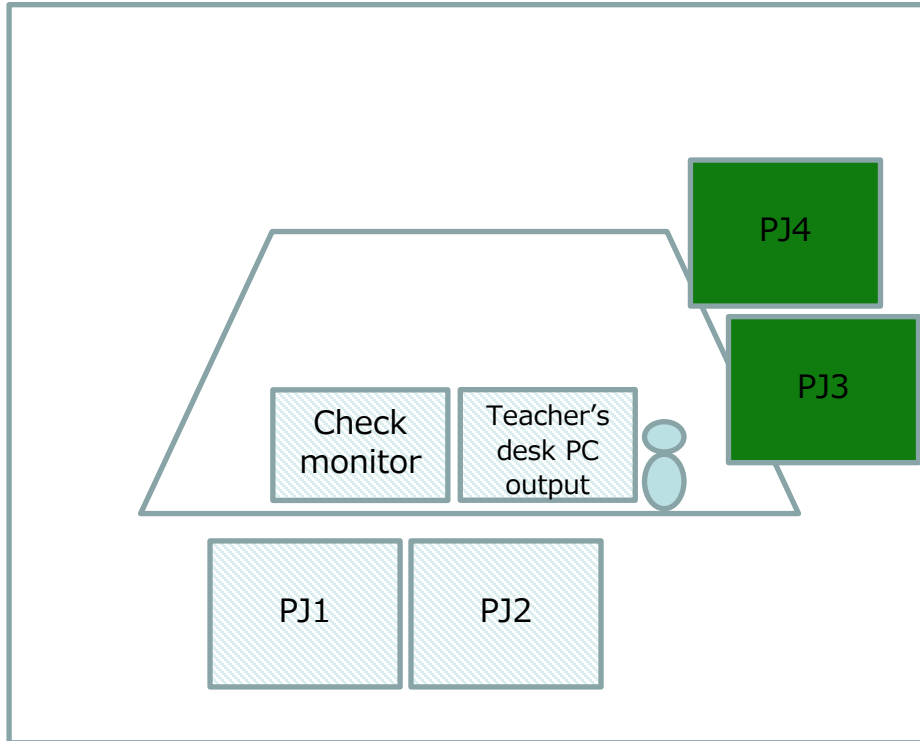 PJ4
PJ3
Check
monitor
Teacher’s
desk PC
output
PJ1
PJ2